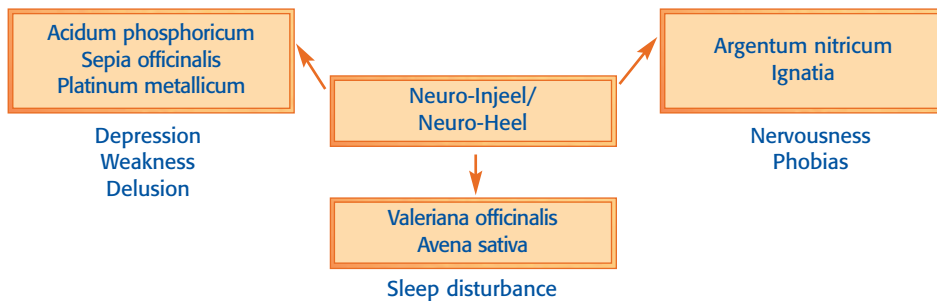 Acidum phosphoricum
Sepia officinalis
Platinum metallicum
Depression
Weakness
Delusion
Neuro-Injeel/
Neuro-Heel
Argentum nitricum
Ignatia
Nervousness
Phobias
Valeriana officinalis
Avena sativa
Sleep disturbance